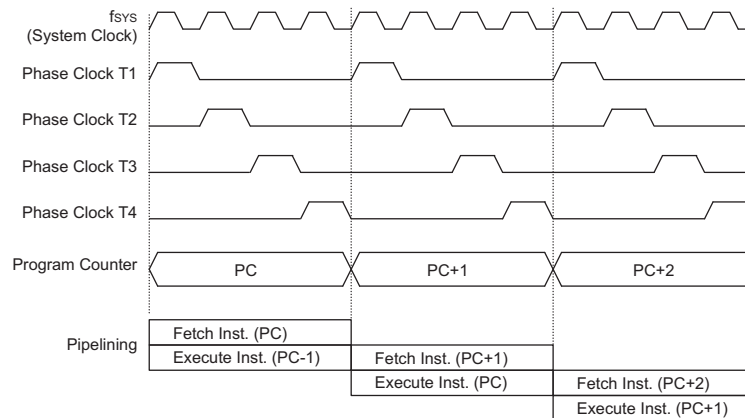 fSYS
(System Clock)
Phase Clock T1
Phase Clock T2
Phase Clock T3
Phase Clock T4
Program Counter
PC
PC+1
PC+2
Pipelining
Fetch Inst. (PC)
Execute Inst. (PC-1)
Fetch Inst. (PC+1)
Execute Inst. (PC)
Fetch Inst. (PC+2)
Execute Inst. (PC+1)